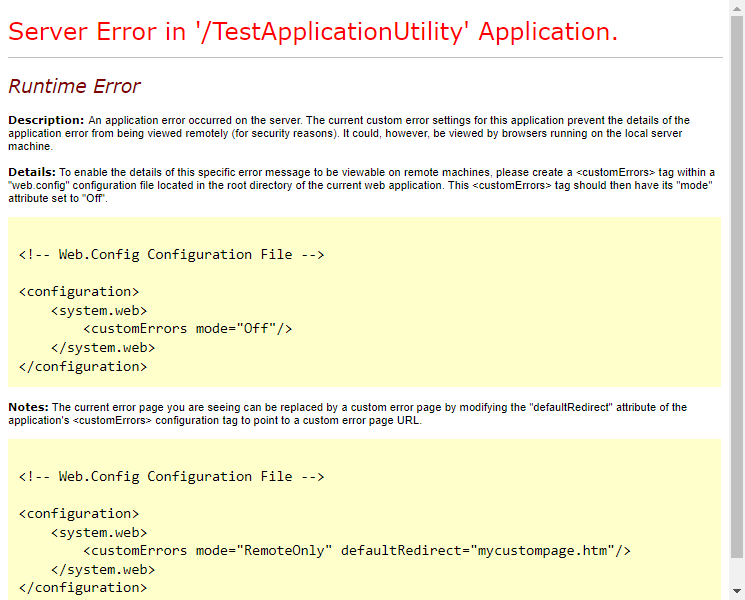 Server Error in '/TestApplicationUtility' Application.
Runtime Error
Description: An application error occurred on the server. The current custom error settings for this application prevent the details of the
application error from being viewed remotely (for security reasons). It could, however, be viewed by browsers running on the local server
machine.
Details: To enable the details of this specific error message to be viewable on remote machines, please create a <customErrors> tag within a
"web.config" configuration file located in the root directory of the current web application. This <customErrors> tag should then have its "mode"
attribute set to "Off".
<!-- Web.Config Configuration File -->
<configuration>
    <system.web>
        <customErrors mode="Off"/>
    </system.web>
</configuration>
Notes: The current error page you are seeing can be replaced by a custom error page by modifying the "defaultRedirect" attribute of the
application's <customErrors> configuration tag to point to a custom error page URL.
<!-- Web.Config Configuration File -->
<configuration>
    <system.web>
        <customErrors mode="RemoteOnly" defaultRedirect="mycustompage.htm"/>
    </system.web>
</configuration>